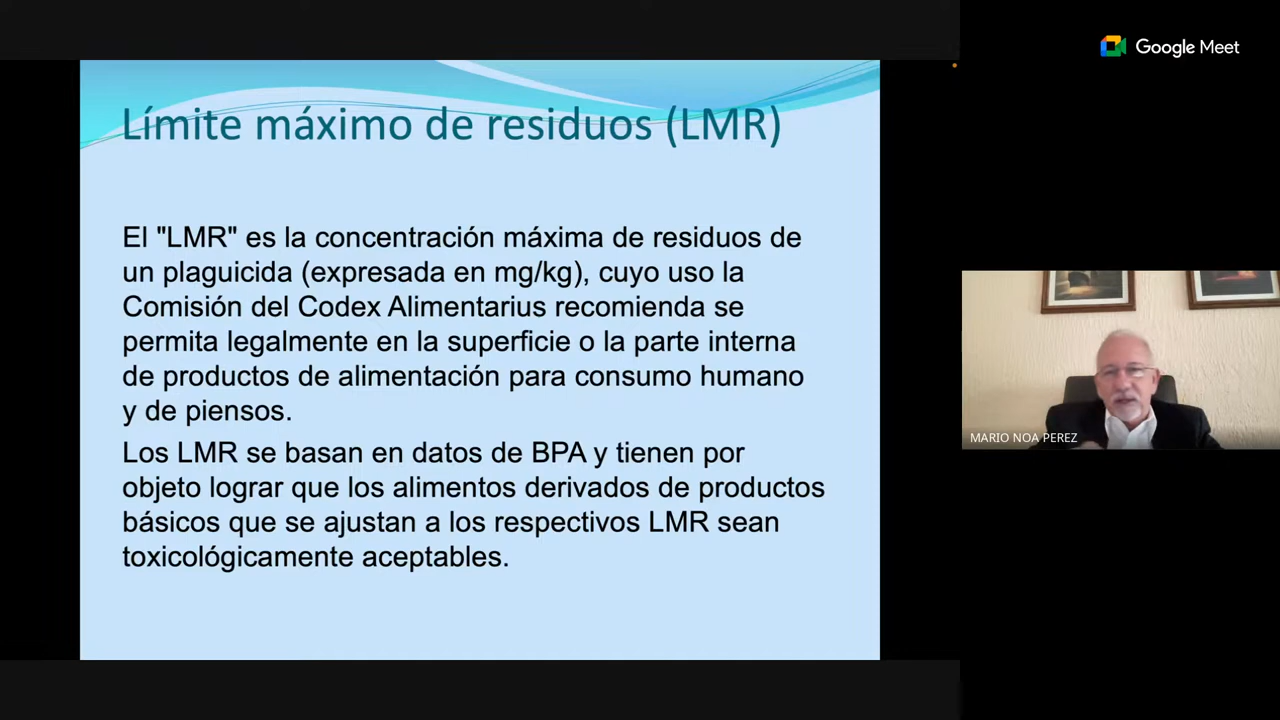 Google Meet
Límite máximo de residuos (LMR)
El "LMR" es la concentración máxima de residuos de
un plaguicida (expresada en mg/kg), cuyo uso la
Comisión del Codex Alimentarius recomienda se
permita legalmente en la superficie o la parte interna
de productos de alimentación para consumo humano
y de piensos.
Los LMR se basan en datos de BPA y tienen por
objeto lograr que los alimentos derivados de productos
básicos que se ajustan a los respectivos LMR sean
toxicológicamente aceptables.
MARIO NOA PEREZ